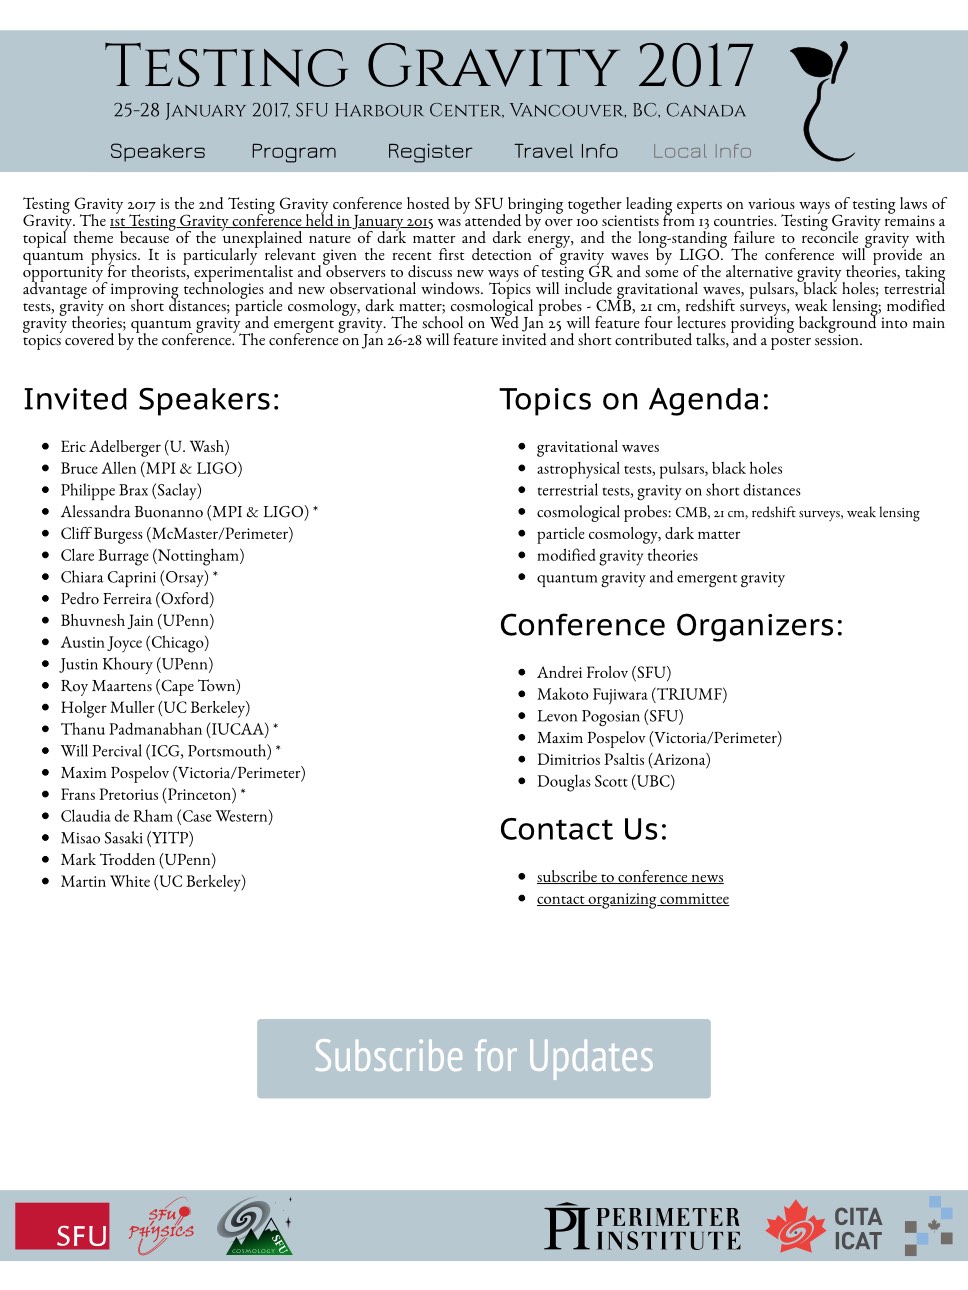 Testing Gravity 2017
25-28 January 2017, SFU Harbour Center, Vancouver, BC, Canada
Speakers Program Register Travel Info Local Info
Testing Gravity 2017 is the 2nd Testing Gravity conference hosted by SFU bringing together leading experts on various ways of testing laws of
Gravity. The 1st Testing Gravity conference held in January 2015 was attended by over 100 scientists from 13 countries. Testing Gravity remains a
topical theme because of the unexplained nature of dark matter and dark energy, and the long-standing failure to reconcile gravity with
quantum physics. It is particularly relevant given the recent first detection of gravity waves by LIGO. The conference will provide an
opportunity for theorists, experimentalist and observers to discuss new ways of testing GR and some of the alternative gravity theories, taking
advantage of improving technologies and new observational windows. Topics will include gravitational waves, pulsars, black holes; terrestrial
tests, gravity on short distances; particle cosmology, dark matter; cosmological probes - CMB, 21 cm, redshift surveys, weak lensing; modified
gravity theories; quantum gravity and emergent gravity. The school on Wed Jan 25 will feature four lectures providing background into main
topics covered by the conference. The conference on Jan 26-28 will feature invited and short contributed talks, and a poster session.
Invited Speakers:
• Eric Adelberger (U. Wash)
• Bruce Allen (MPI & LIGO)
• Philippe Brax (Saclay)
• Alessandra Buonanno (MPI & LIGO) *
• Cliff Burgess (McMaster/Perimeter)
• Clare Burrage (Nottingham)
• Chiara Caprini (Orsay) *
• Pedro Ferreira (Oxford)
• Bhuvnesh Jain (UPenn)
• Austin Joyce (Chicago)
• Justin Khoury (UPenn)
• Roy Maartens (Cape Town)
• Holger Muller (UC Berkeley)
• Thanu Padmanabhan (IUCAA) *
• Will Percival (ICG, Portsmouth) *
• Maxim Pospelov (Victoria/Perimeter)
• Frans Pretorius (Princeton) *
• Claudia de Rham (Case Western)
• Misao Sasaki (YITP)
• Mark Trodden (UPenn)
• Martin White (UC Berkeley)
Topics on Agenda:
• gravitational waves
• astrophysical tests, pulsars, black holes
• terrestrial tests, gravity on short distances
• cosmological probes: CMB, 21 cm, redshift surveys, weak lensing
• particle cosmology, dark matter
• modified gravity theories
• quantum gravity and emergent gravity
Conference Organizers:
• Andrei Frolov (SFU)
• Makoto Fujiwara (TRIUMF)
• Levon Pogosian (SFU)
• Maxim Pospelov (Victoria/Perimeter)
• Dimitrios Psaltis (Arizona)
• Douglas Scott (UBC)
Contact Us:
• subscribe to conference news
• contact organizing committee
Subscribe for Updates
SFU
SFU
PHYSICS
COSMOLOGY SFU
PI PERIMETER
INSTITUTE
CITA
ICAT